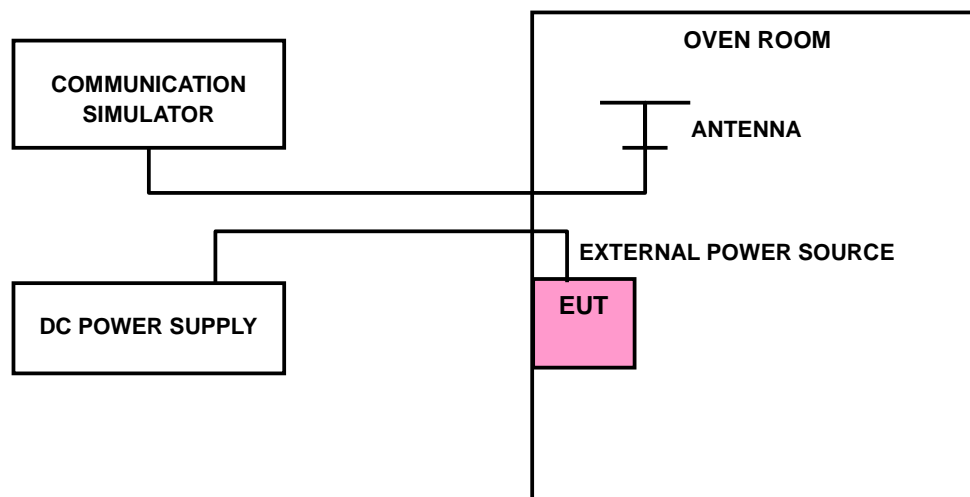 OVEN ROOM
COMMUNICATION
SIMULATOR
ANTENNA
EXTERNAL POWER SOURCE
EUT
DC POWER SUPPLY